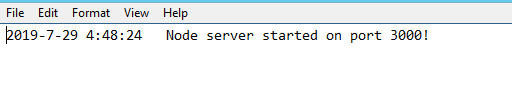 File Edit Format View Help
2019-7-29 4:48:24 Node server started on port 3000!